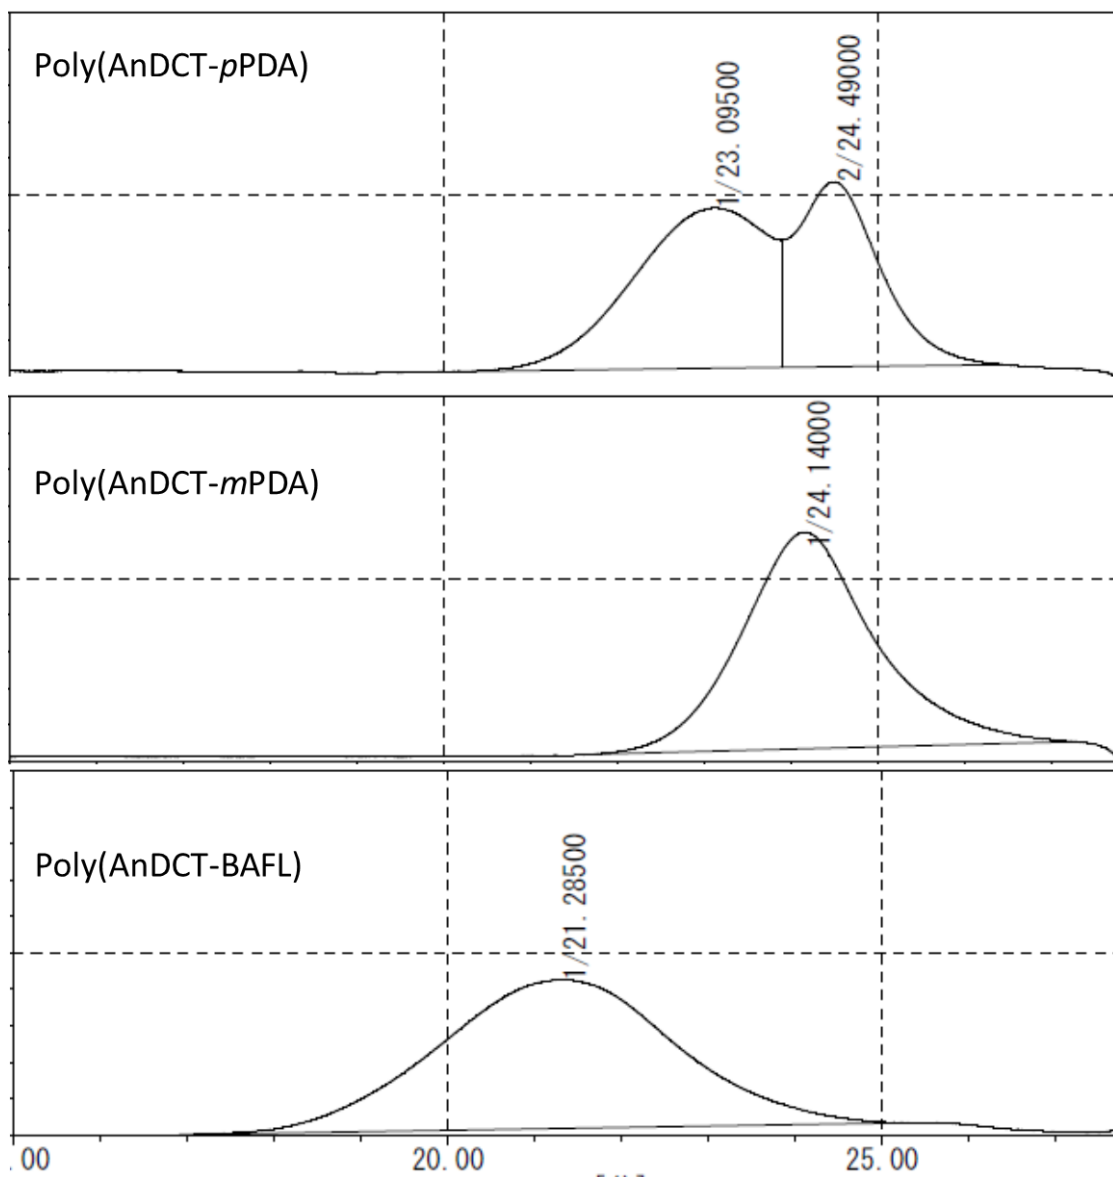 Poly(AnDCT-pPDA)
1/23. 09500
2/24. 49000
Poly(AnDCT-mPDA)
1/24. 14000
Poly(AnDCT-BAFL)
1/21. 28500
.00
20.00
25.00